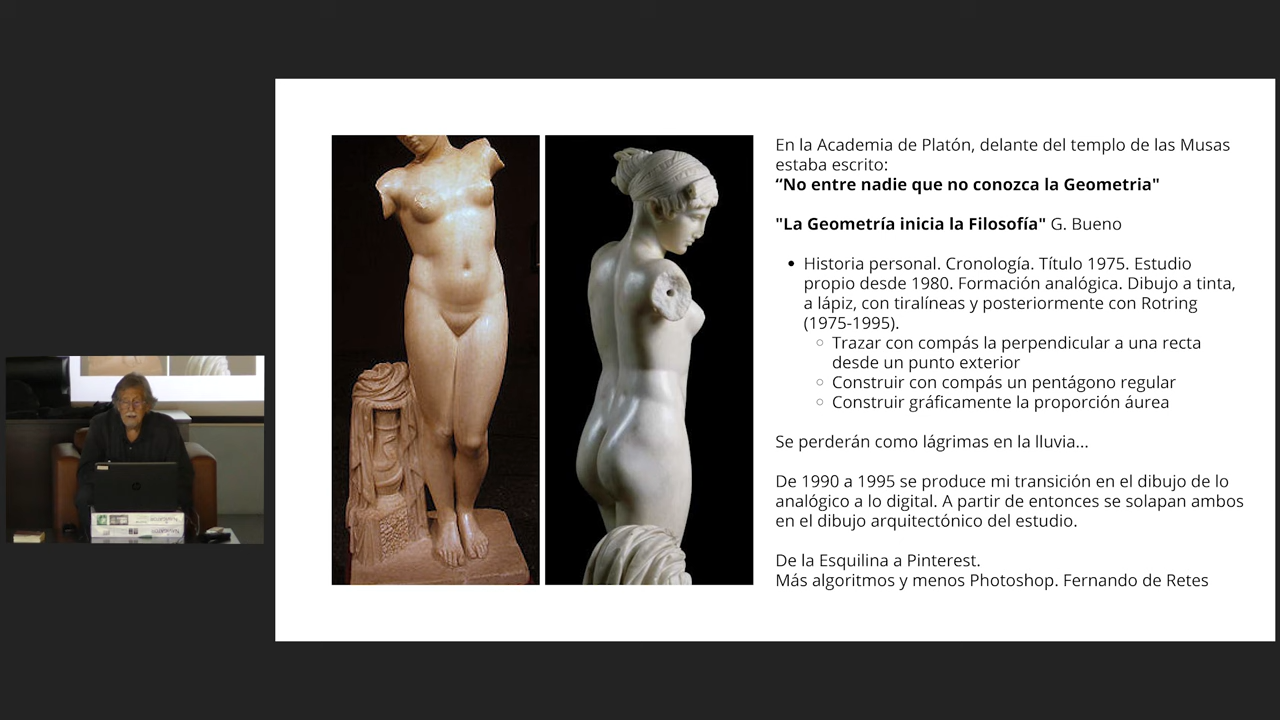 En la Academia de Platón, delante del templo de las Musas
estaba escrito:
“No entre nadie que no conozca la Geometria"
"La Geometría inicia la Filosofía" G. Bueno
• Historia personal. Cronología. Título 1975. Estudio
propio desde 1980. Formación analógica. Dibujo a tinta,
a lápiz, con tiralíneas y posteriormente con Rotring
(1975-1995).
○ Trazar con compás la perpendicular a una recta
desde un punto exterior
○ Construir con compás un pentágono regular
○ Construir gráficamente la proporción áurea
Se perderán como lágrimas en la lluvia...
De 1990 a 1995 se produce mi transición en el dibujo de lo
analógico a lo digital. A partir de entonces se solapan ambos
en el dibujo arquitectónico del estudio.
De la Esquilina a Pinterest.
Más algoritmos y menos Photoshop. Fernando de Retes